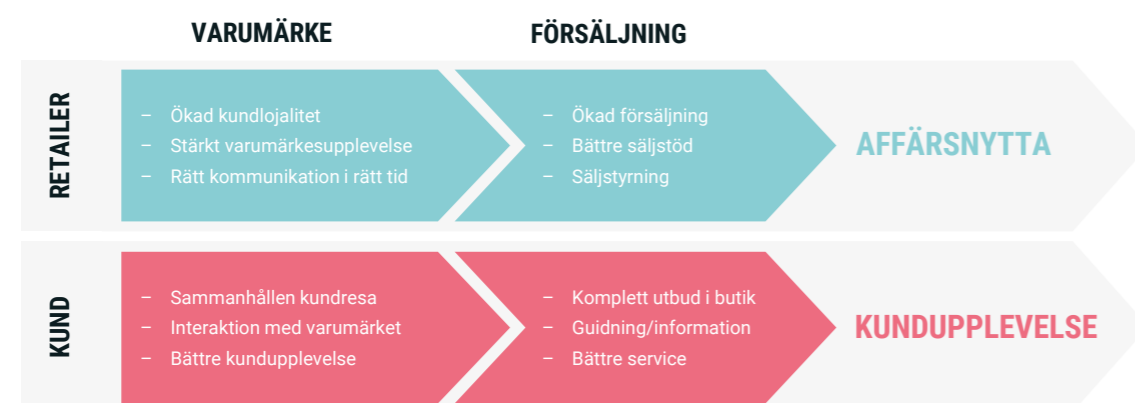 VARUMÄRKE
FÖRSÄLJNING
RETAILER
– Ökad kundlojalitet
– Stärkt varumärkesupplevelse
– Rätt kommunikation i rätt tid
– Ökad försäljning
– Bättre säljstöd
– Säljstyrning
AFFÄRSNYTTA
KUND
– Sammanhållen kundresa
– Interaktion med varumärket
– Bättre kundupplevelse
– Komplett utbud i butik
– Guidning/information
– Bättre service
KUNDUPPLEVELSE